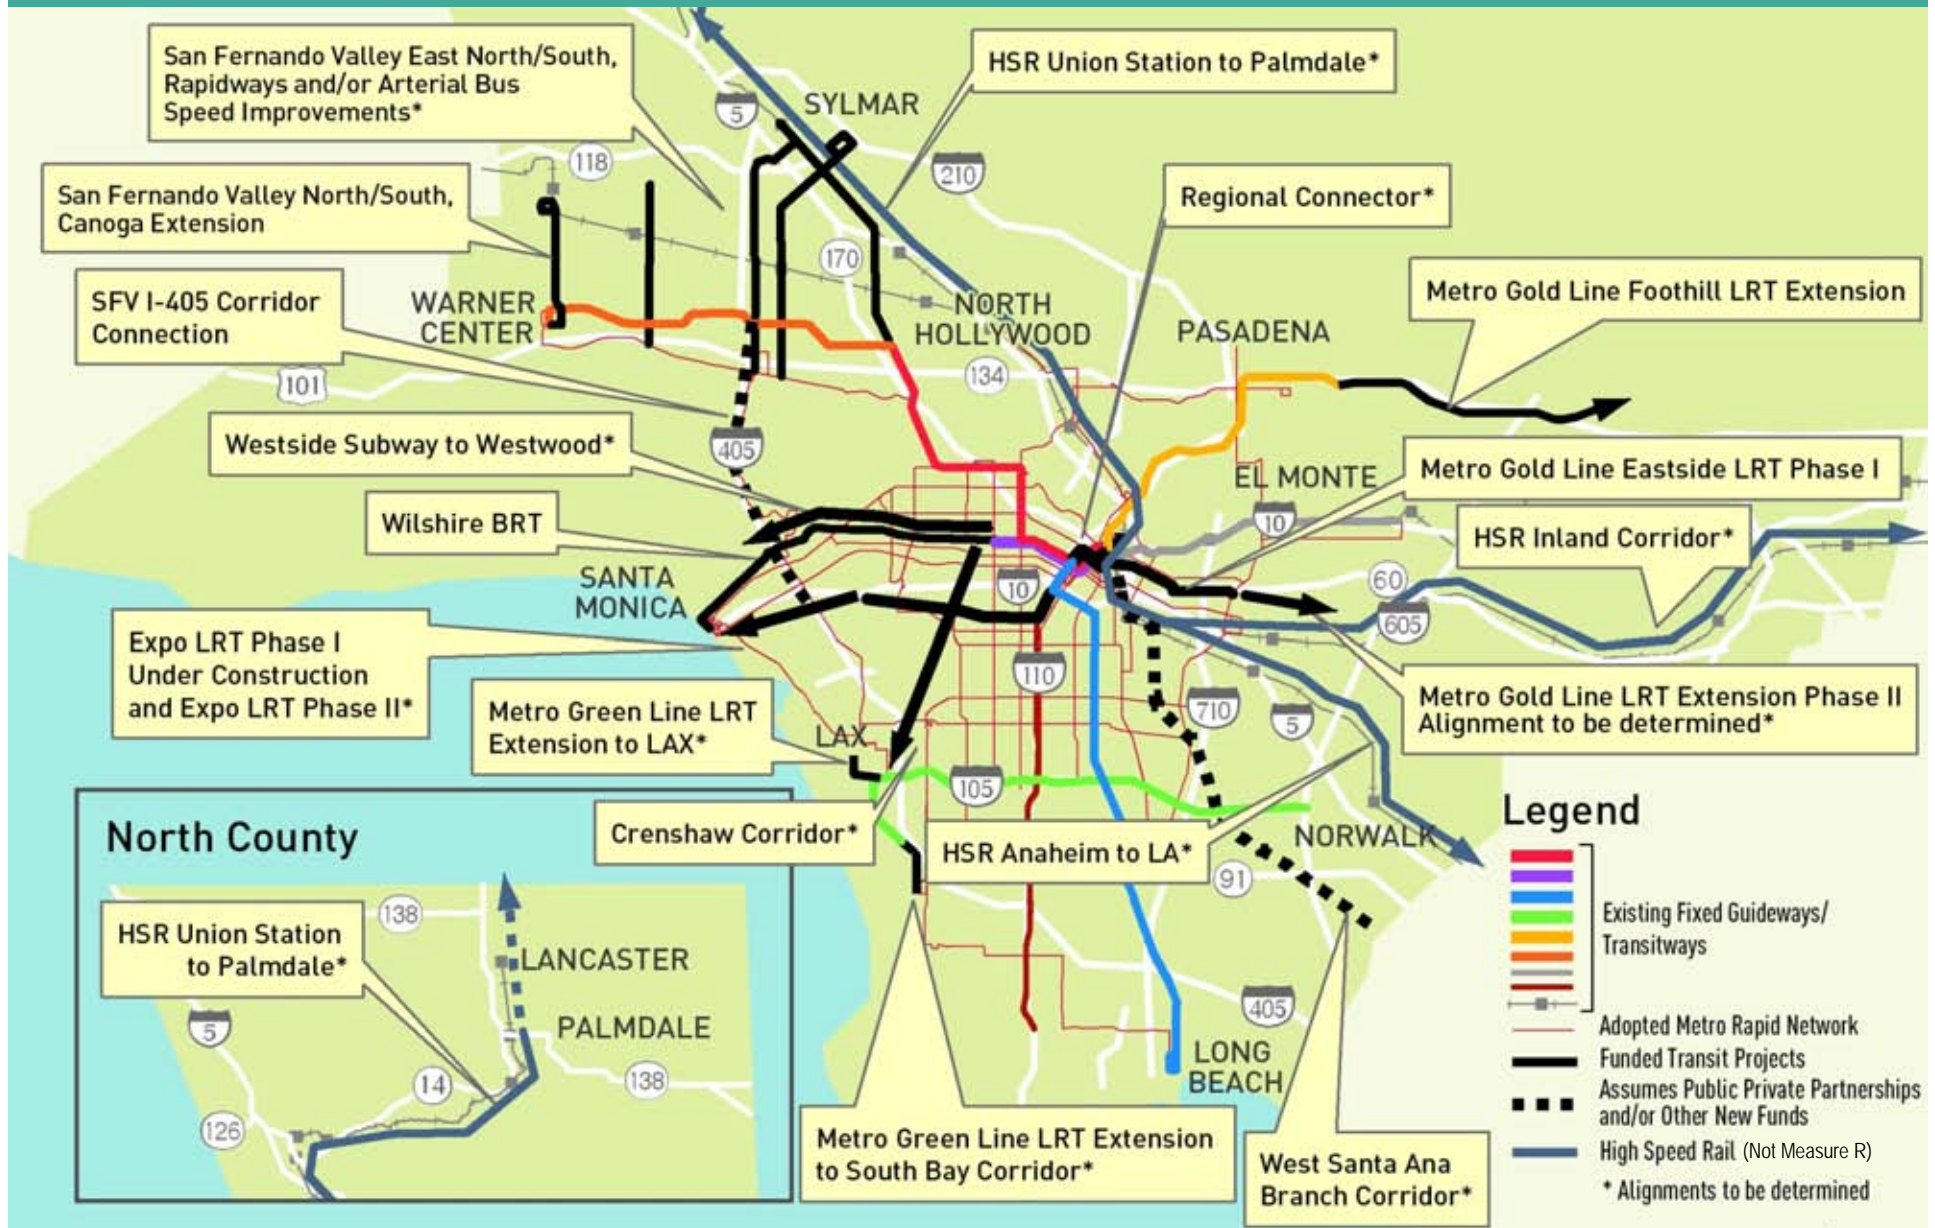 San Fernando Valley East North/South,
Rapidways and/or Arterial Bus
Speed Improvements*
HSR Union Station to Palmdale*
5
SYLMAR
118
210
San Fernando Valley North/South,
Canoga Extension
Regional Connector*
170
SFV I-405 Corridor
Connection
WARNER
CENTER
NORTH
HOLLYWOOD
PASADENA
Metro Gold Line Foothill LRT Extension
101
134
Westside Subway to Westwood*
405
EL MONTE
Metro Gold Line Eastside LRT Phase I
Wilshire BRT
10
HSR Inland Corridor*
SANTA
MONICA
10
60
605
Expo LRT Phase I
Under Construction
and Expo LRT Phase II*
110
Metro Green Line LRT
Extension to LAX*
LAX
710
5
Metro Gold Line LRT Extension Phase II
Alignment to be determined*
105
Crenshaw Corridor*
HSR Anaheim to LA*
NORWALK
91
405
LONG
BEACH
Metro Green Line LRT Extension
to South Bay Corridor*
West Santa Ana
Branch Corridor*
North County
HSR Union Station
to Palmdale*
138
LANCASTER
5
PALMDALE
14
138
126
Legend
Existing Fixed Guideways/
Transitways
Adopted Metro Rapid Network
Funded Transit Projects
Assumes Public Private Partnerships
and/or Other New Funds
High Speed Rail (Not Measure R)
* Alignments to be determined